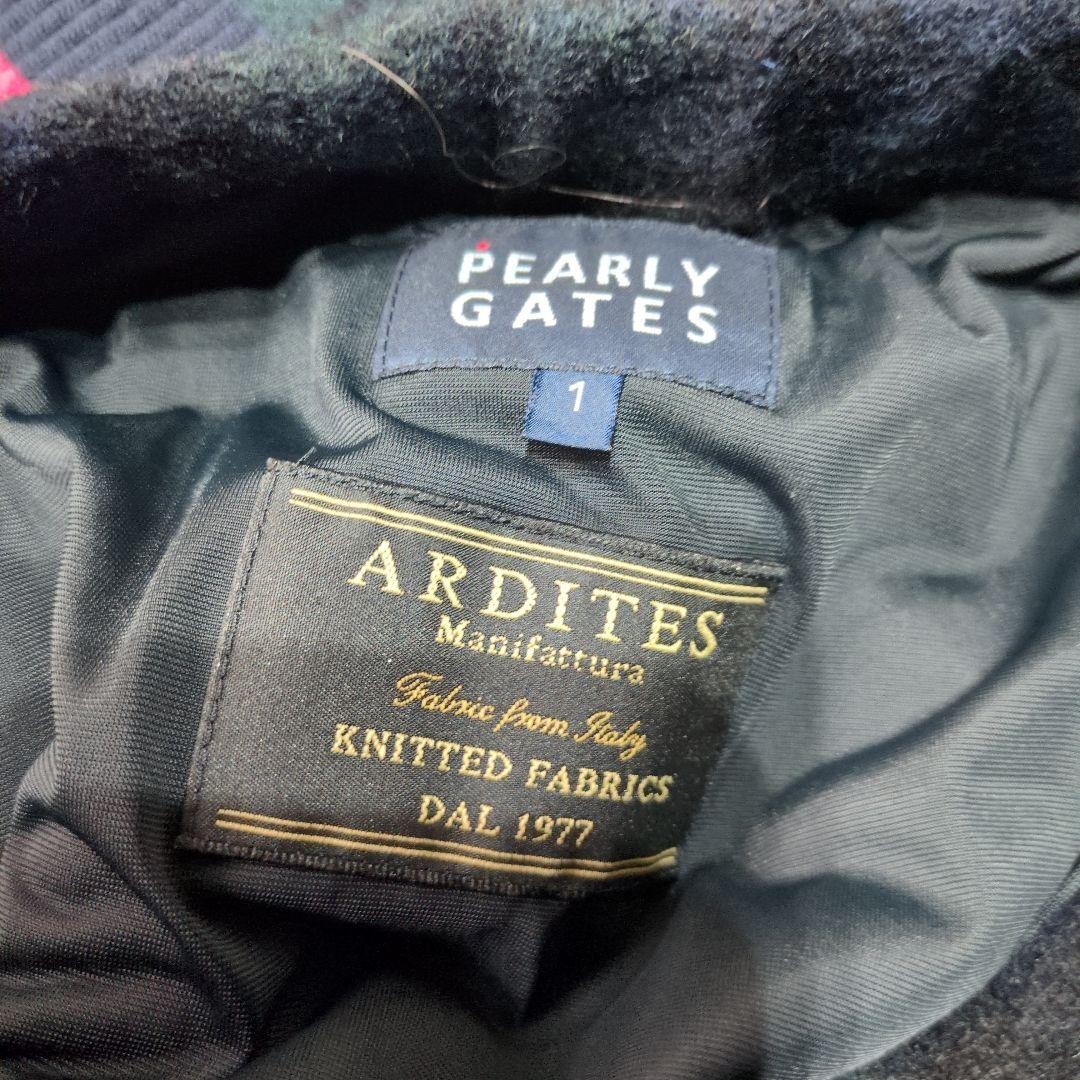 PEARLY
GATES
1
ARDITES
Manifattura
Fabric from Italy
KNITTED FABRICS
DAL 1977